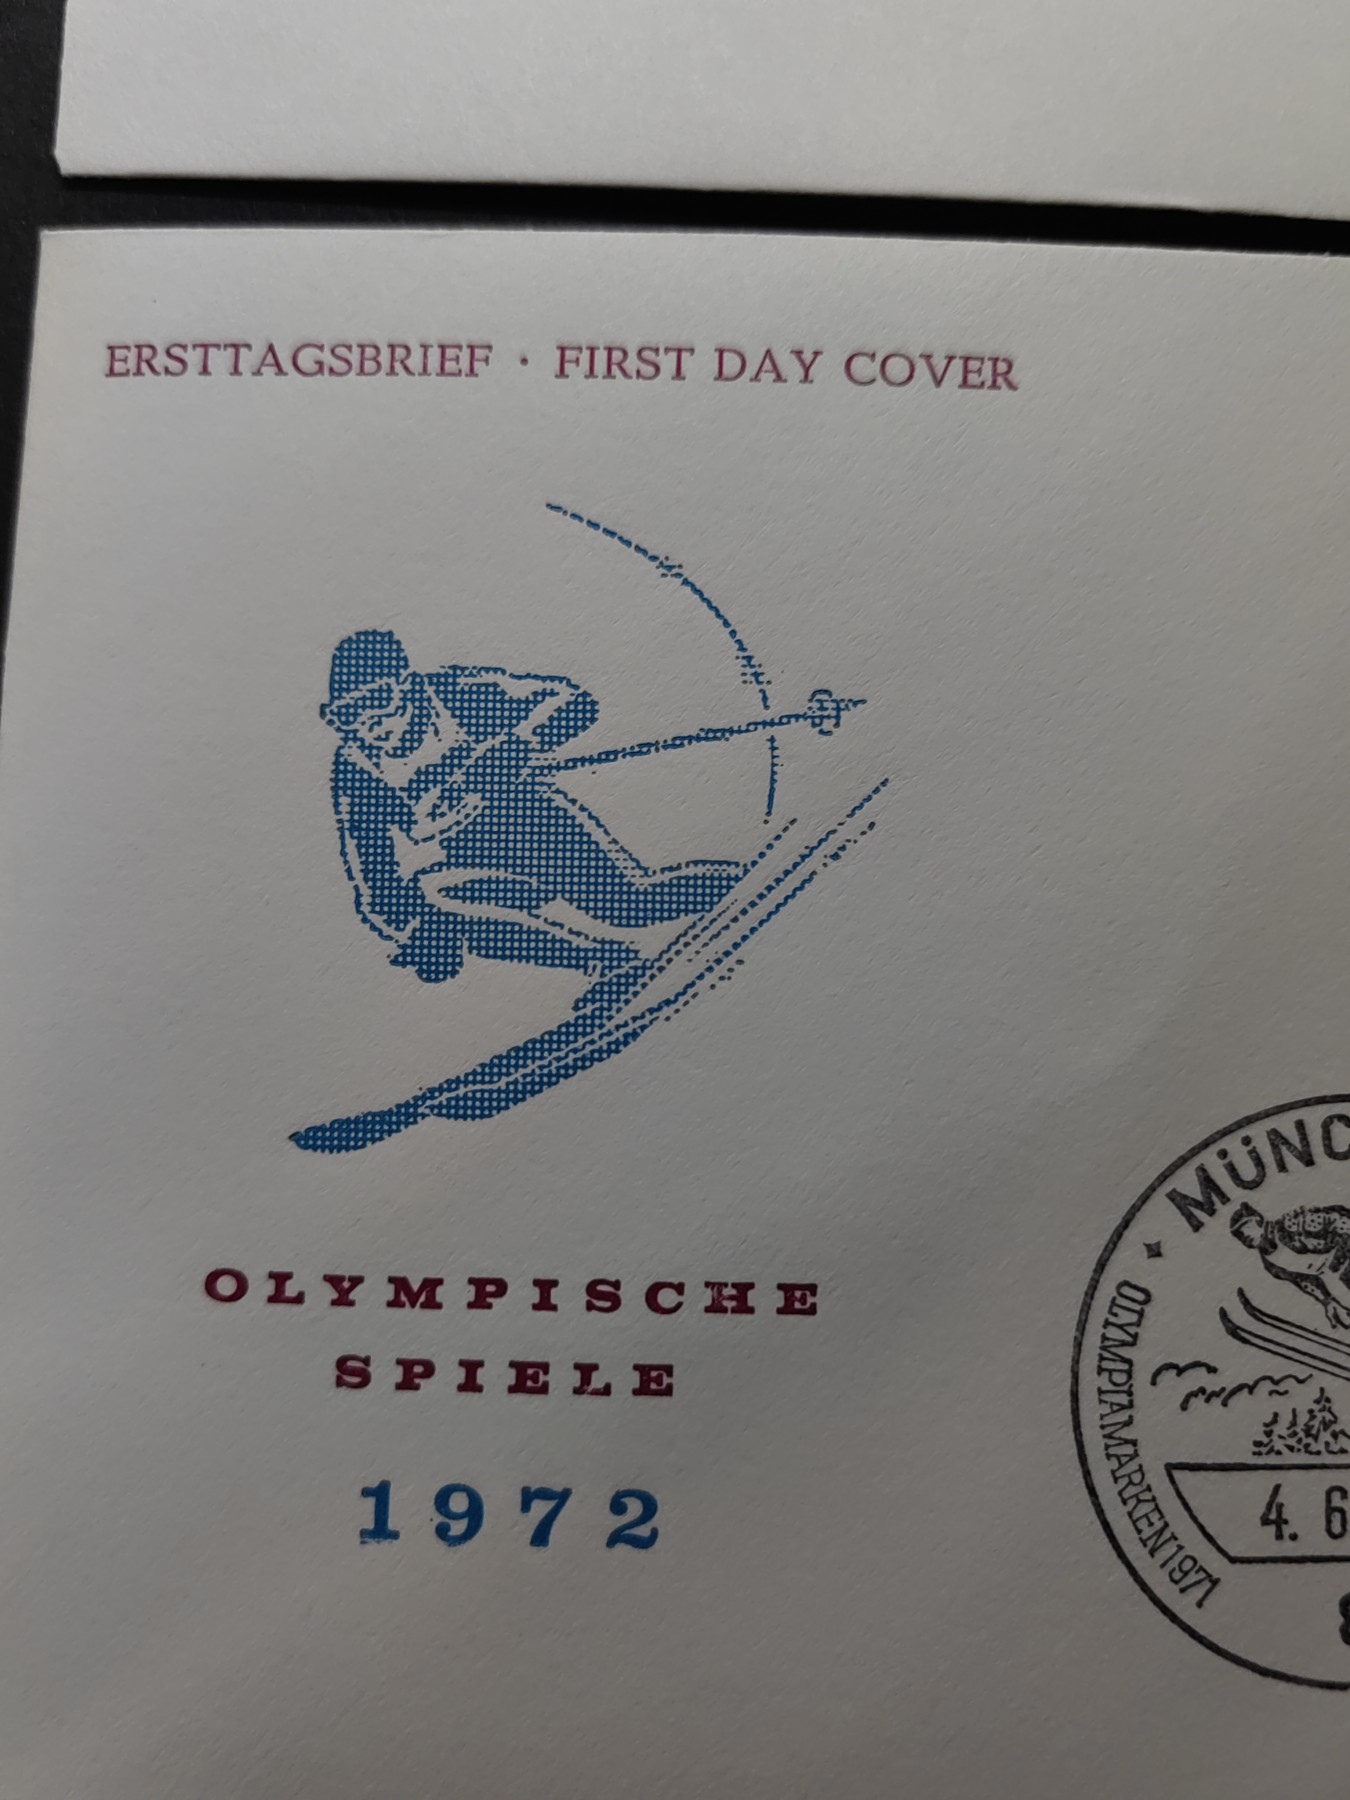 ERSTTAGSBRIEF · FIRST DAY COVER
OLYMPISCHE
SPIELE
1972
MÜNC
OLYMPIAMARKEN 1971
4. 6